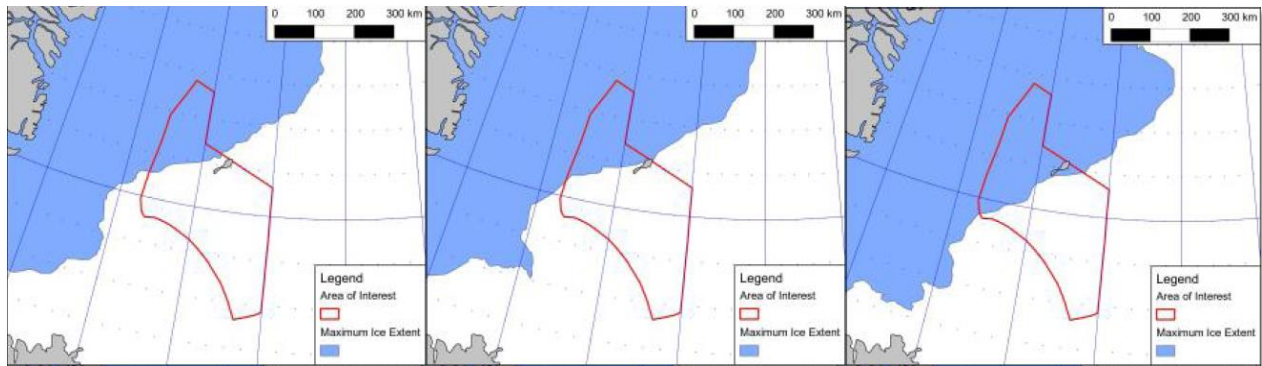 0 100 200 300 km
Legend
Area of Interest
Maximum Ice Extent
0 100 200 300 km
Legend
Area of Interest
Maximum Ice Extent
0 100 200 300 km
Legend
Area of Interest
Maximum Ice Extent